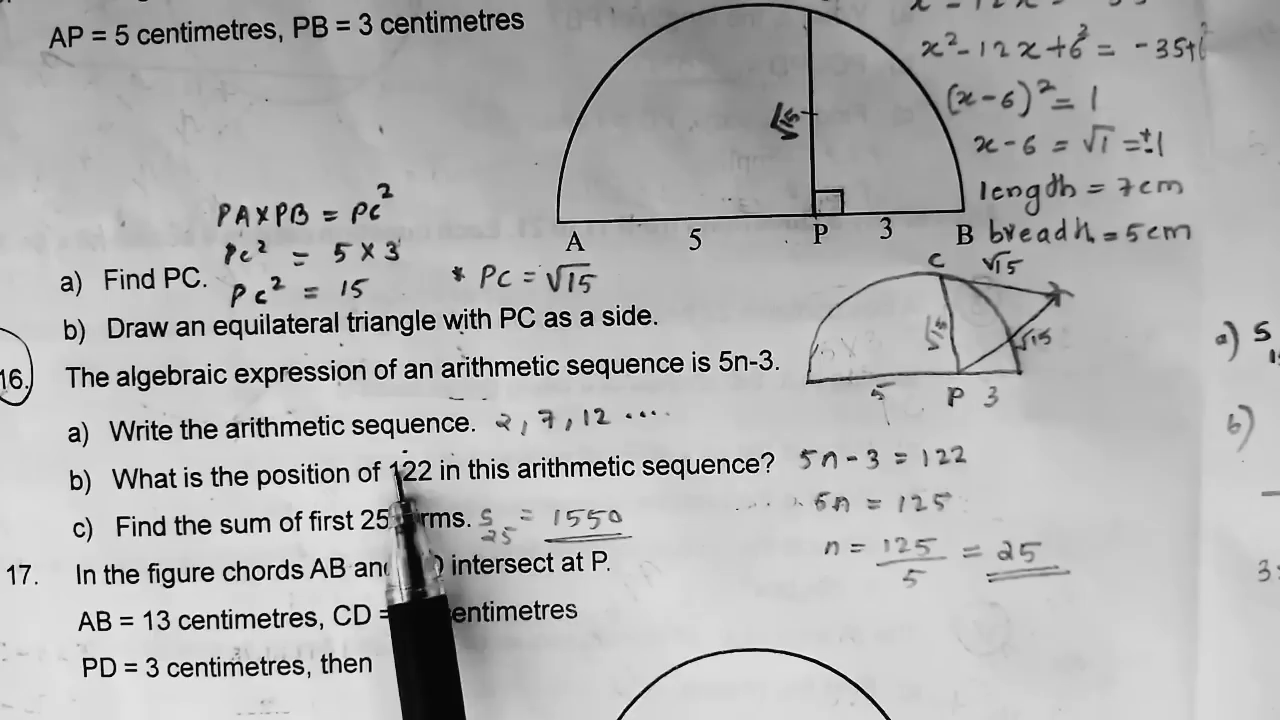 AP = 5 centimetres, PB = 3 centimetres
x² - 12x + 6² = -35+
(x - 6)² = 1
x - 6 = √1 = ±1
length = 7cm
breadth = 5cm
√15
A 5 P 3 B
PA × PB = PC²
PC² = 5 × 3
a) Find PC. PC² = 15 * PC = √15
C √15
√15 √15
5 P 3
b) Draw an equilateral triangle with PC as a side.
16. The algebraic expression of an arithmetic sequence is 5n-3.
a) Write the arithmetic sequence. 2, 7, 12 ....
b) What is the position of 122 in this arithmetic sequence? 5n - 3 = 122
5n = 125
n = 125/5 = 25
c) Find the sum of first 25 S25 = 1550
17. In the figure chords AB intersect at P.
AB = 13 centimetres, CD = centimetres
PD = 3 centimetres, then
a) S
b)